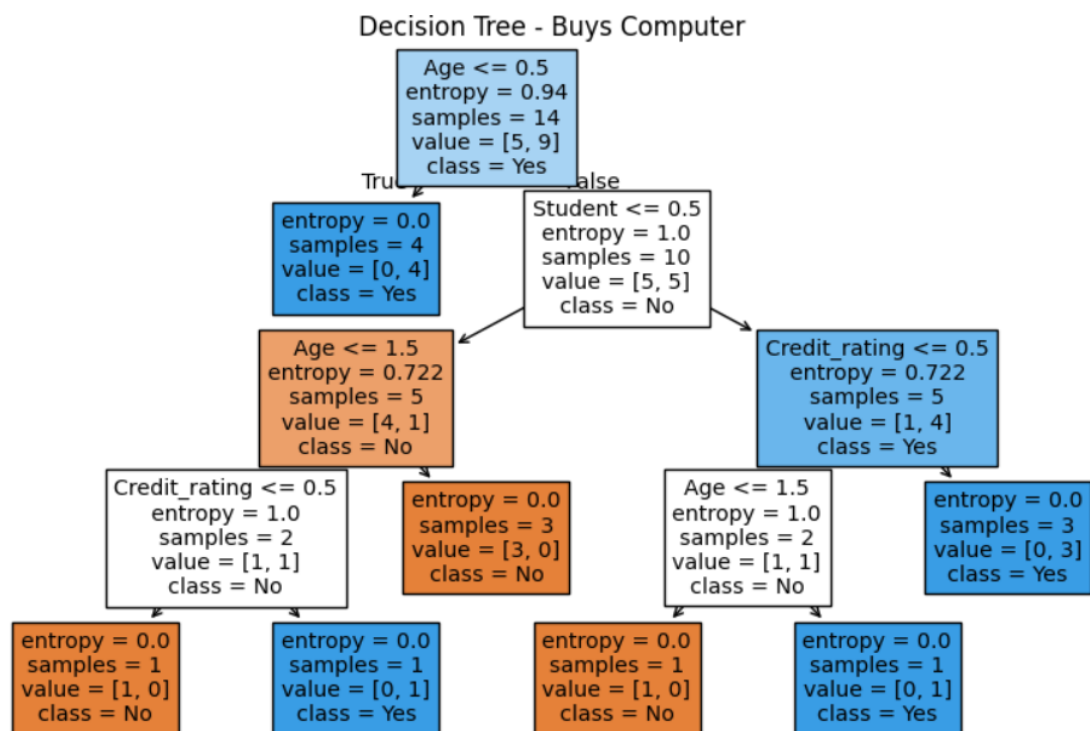 Decision Tree - Buys Computer
Age <= 0.5
entropy = 0.94
samples = 14
value = [5, 9]
class = Yes
True
False
entropy = 0.0
samples = 4
value = [0, 4]
class = Yes
Student <= 0.5
entropy = 1.0
samples = 10
value = [5, 5]
class = No
Age <= 1.5
entropy = 0.722
samples = 5
value = [4, 1]
class = No
Credit_rating <= 0.5
entropy = 0.722
samples = 5
value = [1, 4]
class = Yes
Credit_rating <= 0.5
entropy = 1.0
samples = 2
value = [1, 1]
class = No
entropy = 0.0
samples = 3
value = [3, 0]
class = No
Age <= 1.5
entropy = 1.0
samples = 2
value = [1, 1]
class = No
entropy = 0.0
samples = 3
value = [0, 3]
class = Yes
entropy = 0.0
samples = 1
value = [1, 0]
class = No
entropy = 0.0
samples = 1
value = [0, 1]
class = Yes
entropy = 0.0
samples = 1
value = [1, 0]
class = No
entropy = 0.0
samples = 1
value = [0, 1]
class = Yes